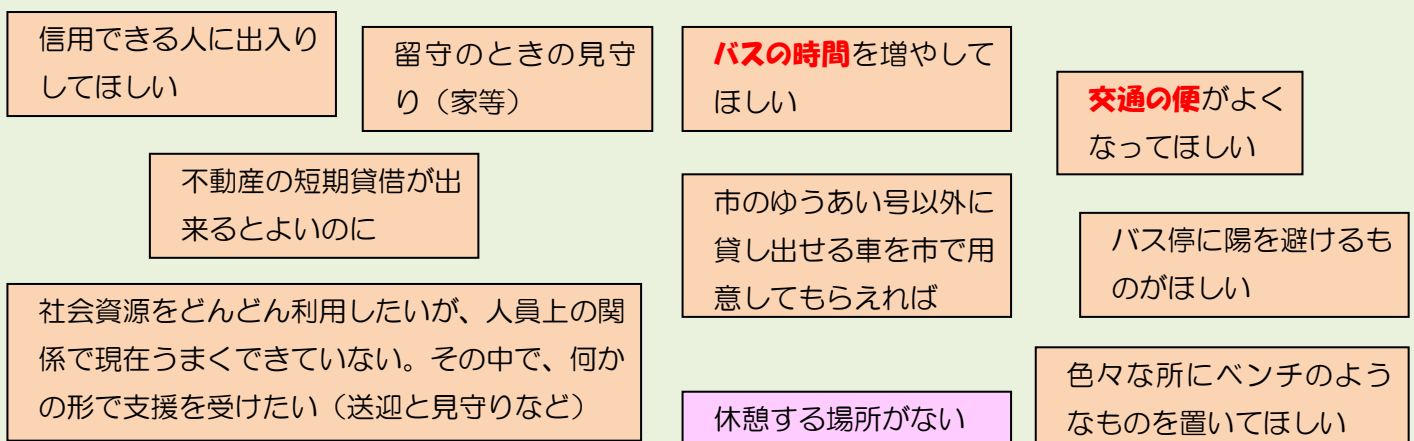 信用できる人に出入り
してほしい
留守のときの見守
り（家等）
バスの時間を増やして
ほしい
交通の便がよく
なってほしい
不動産の短期貸借が出
来るとよいのに
市のゆうあい号以外に
貸し出せる車を市で用
意してもらえれば
バス停に陽を避けるも
のがほしい
社会資源をどんどん利用したいが、人員上の関
係で現在うまくできていない。その中で、何か
の形で支援を受けたい（送迎と見守りなど）
休憩する場所がない
色々な所にベンチのよう
なものを置いてほしい